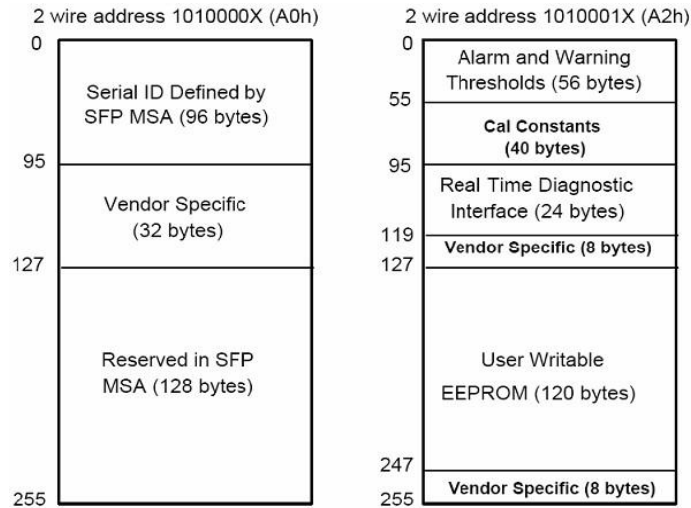 2 wire address 1010000X (A0h)
0
Serial ID Defined by
SFP MSA (96 bytes)
95
Vendor Specific
(32 bytes)
127
Reserved in SFP
MSA (128 bytes)
255
2 wire address 1010001X (A2h)
0
Alarm and Warning
Thresholds (56 bytes)
55
Cal Constants
(40 bytes)
95
Real Time Diagnostic
Interface (24 bytes)
119
Vendor Specific (8 bytes)
127
User Writable
EEPROM (120 bytes)
247
Vendor Specific (8 bytes)
255